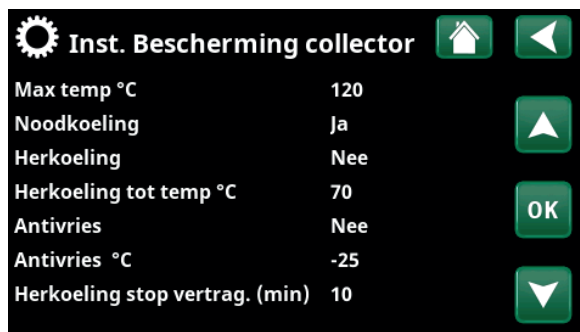 Inst. Bescherming collector
Max temp °C 120
Noodkoeling Ja
Herkoeling Nee
Herkoeling tot temp °C 70
Antivries Nee
OK
Antivries °C -25
Herkoeling stop vertrag. (min) 10